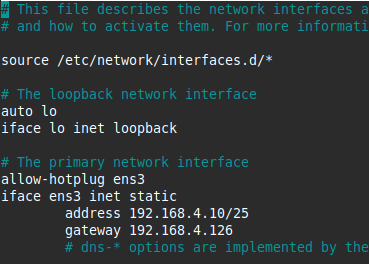 # This file describes the network interfaces a
# and how to activate them. For more informati

source /etc/network/interfaces.d/*

# The loopback network interface
auto lo
iface lo inet loopback

# The primary network interface
allow-hotplug ens3
iface ens3 inet static
        address 192.168.4.10/25
        gateway 192.168.4.126
        # dns-* options are implemented by the